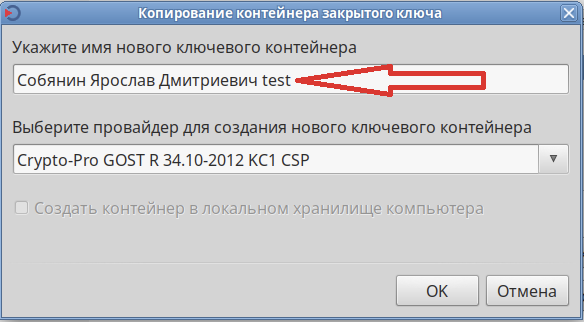 Копирование контейнера закрытого ключа
Укажите имя нового ключевого контейнера
Собянин Ярослав Дмитриевич test
Выберите провайдер для создания нового ключевого контейнера
Crypto-Pro GOST R 34.10-2012 KC1 CSP
Создать контейнер в локальном хранилище компьютера
OK
Отмена